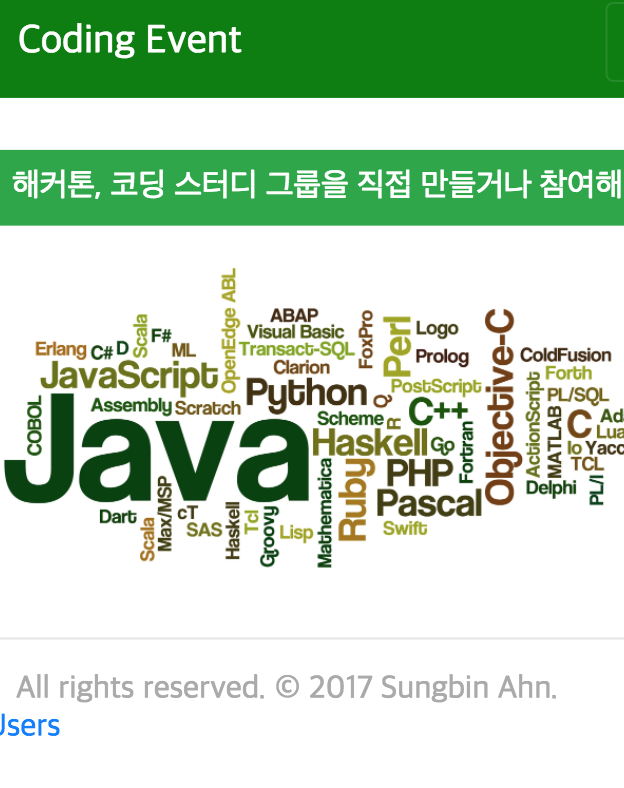 Coding Event
해커톤, 코딩 스터디 그룹을 직접 만들거나 참여해
OpenEdge ABL
Scala
F#
ABAP
FoxPro
Perl
Logo
Objective-C
Erlang
C#
D
ML
Visual Basic
Transact-SQL
Prolog
ColdFusion
JavaScript
Clarion
Forth
Python
Q
PostScript
ActionScript
PL/SQL
COBOL
Assembly
Scratch
Scheme
R
C++
MATLAB
C
Ada
Lua
Java
Haskell
Go
Fortran
Io
Yacc
Mathematica
Ruby
PHP
TCL
Pascal
Delphi
PL/I
Dart
Scala
Max/MSP
cT
SAS
Haskell
Tcl
Groovy
Lisp
Swift
All rights reserved. © 2017 Sungbin Ahn.
Users